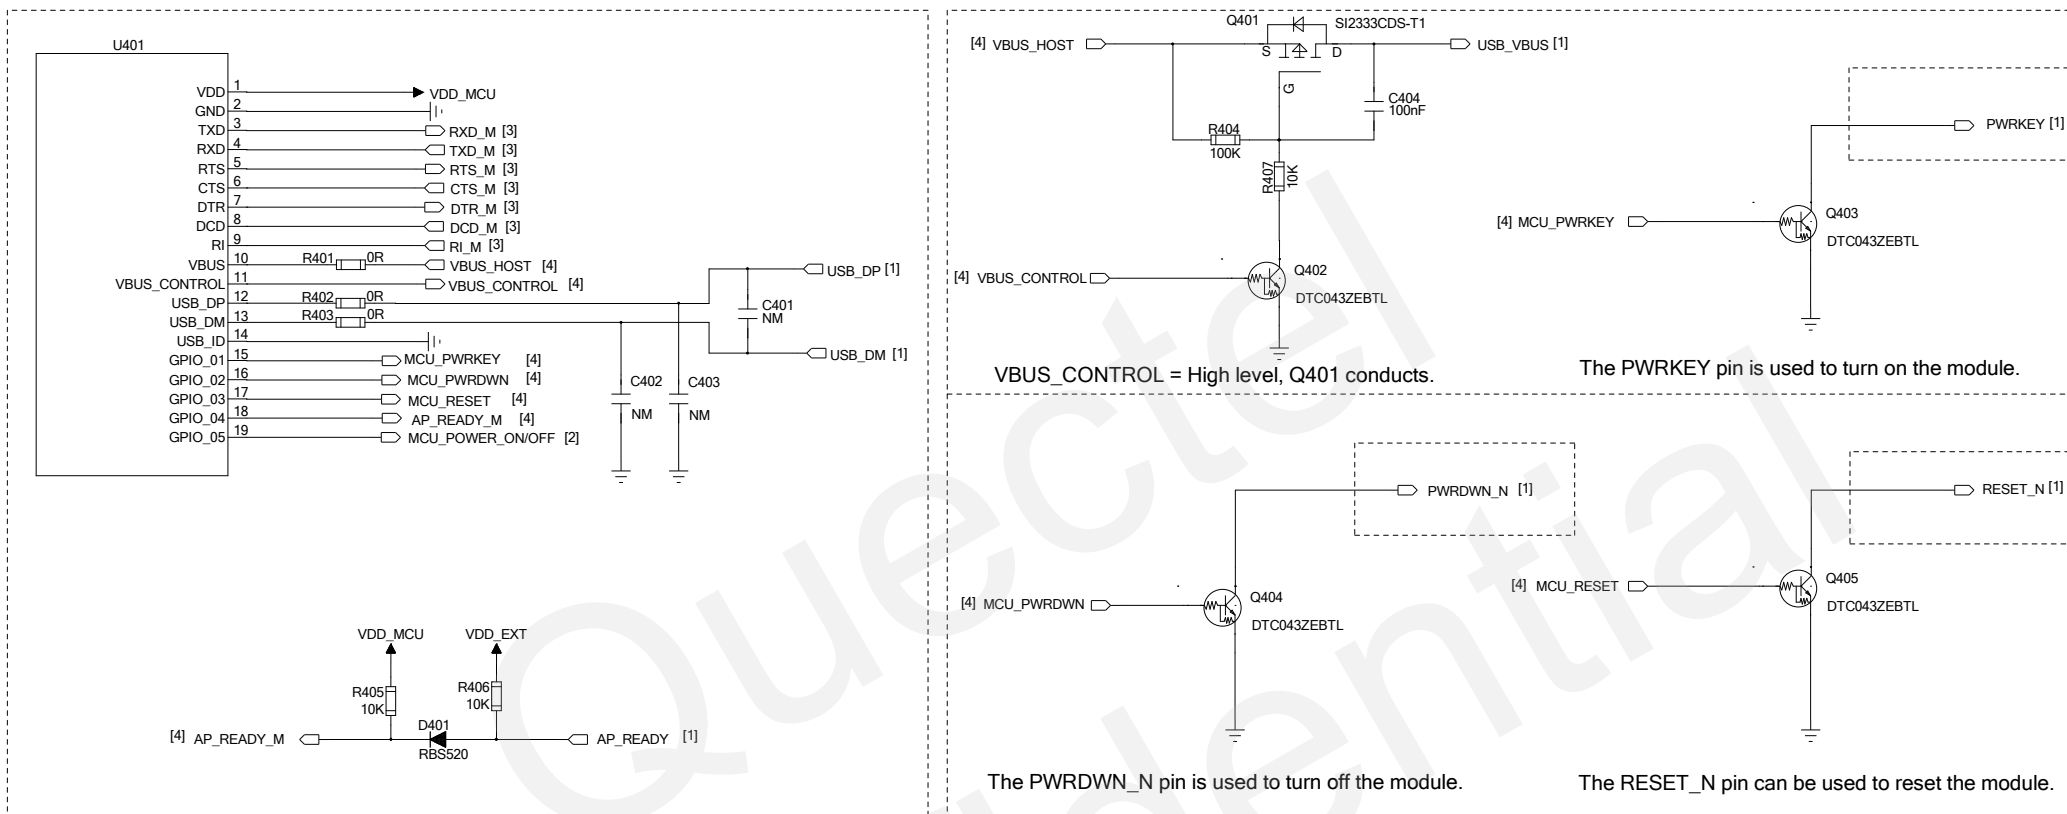 U401
VDD 1 VDD_MCU
GND 2
TXD 3 RXD_M [3]
RXD 4 TXD_M [3]
RTS 5 RTS_M [3]
CTS 6 CTS_M [3]
DTR 7 DTR_M [3]
DCD 8 DCD_M [3]
RI 9 RI_M [3]
VBUS 10 R401 0R VBUS_HOST [4]
VBUS_CONTROL 11 VBUS_CONTROL [4]
USB_DP 12 R402 0R
USB_DM 13 R403 0R
USB_ID 14
GPIO_01 15 MCU_PWRKEY [4]
GPIO_02 16 MCU_PWRDWN [4]
GPIO_03 17 MCU_RESET [4]
GPIO_04 18 AP_READY_M [4]
GPIO_05 19 MCU_POWER_ON/OFF [2]
USB_DP [1]
C401
NM
USB_DM [1]
C402 C403
NM NM
VDD_MCU VDD_EXT
R405 R406
10K 10K
D401
[4] AP_READY_M AP_READY [1]
RBS520
Q401 SI2333CDS-T1
[4] VBUS_HOST USB_VBUS [1]
S D
G
C404
100nF
R404
100K
R407
10K
[4] VBUS_CONTROL Q402
DTC043ZEBTL
VBUS_CONTROL = High level, Q401 conducts.
PWRKEY [1]
[4] MCU_PWRKEY Q403
DTC043ZEBTL
The PWRKEY pin is used to turn on the module.
PWRDWN_N [1]
[4] MCU_PWRDWN Q404
DTC043ZEBTL
The PWRDWN_N pin is used to turn off the module.
RESET_N [1]
[4] MCU_RESET Q405
DTC043ZEBTL
The RESET_N pin can be used to reset the module.
Quectel